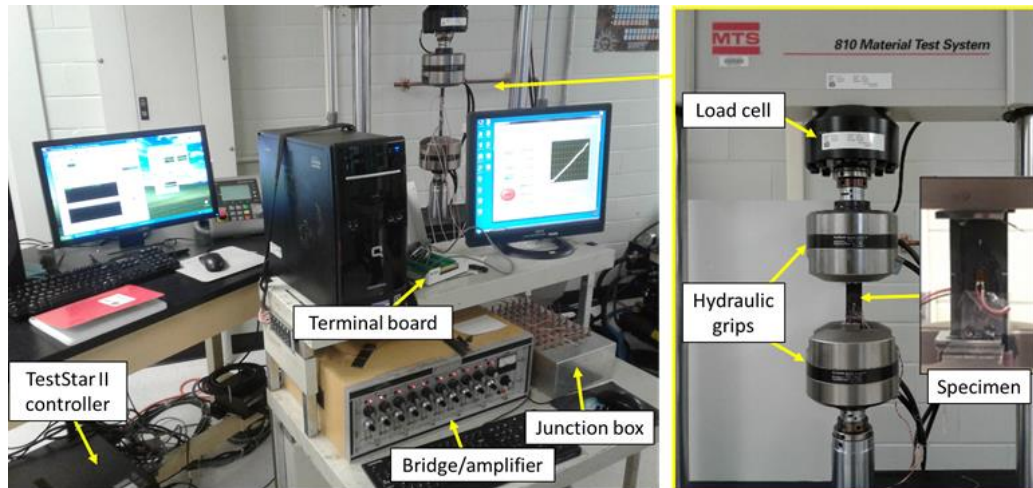 MTS
810 Material Test System
Load cell
Hydraulic
grips
Specimen
Terminal board
TestStar II
controller
Junction box
Bridge/amplifier